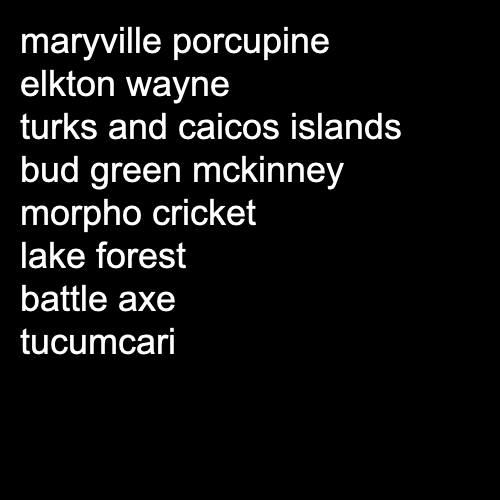 maryville porcupine
elkton wayne
turks and caicos islands
bud green mckinney
morpho cricket
lake forest
battle axe
tucumcari